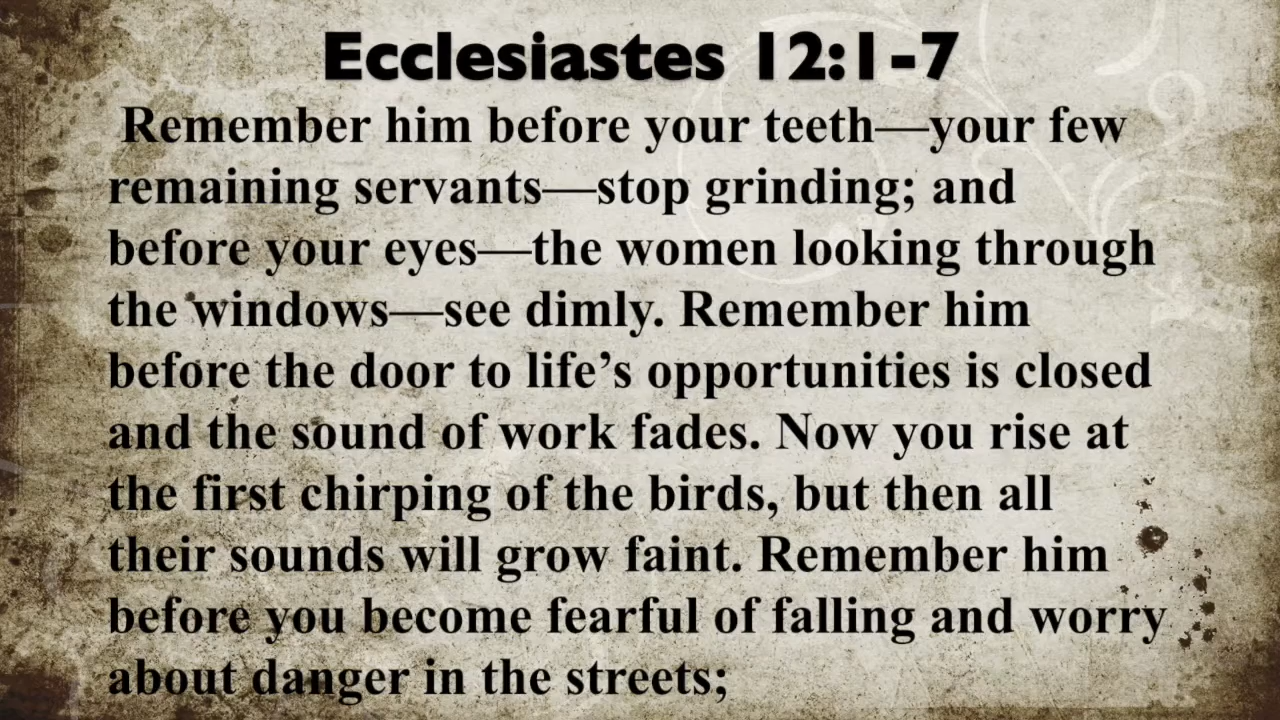 Ecclesiastes 12:1-7
Remember him before your teeth—your few
remaining servants—stop grinding; and
before your eyes—the women looking through
the windows—see dimly. Remember him
before the door to life’s opportunities is closed
and the sound of work fades. Now you rise at
the first chirping of the birds, but then all
their sounds will grow faint. Remember him
before you become fearful of falling and worry
about danger in the streets;